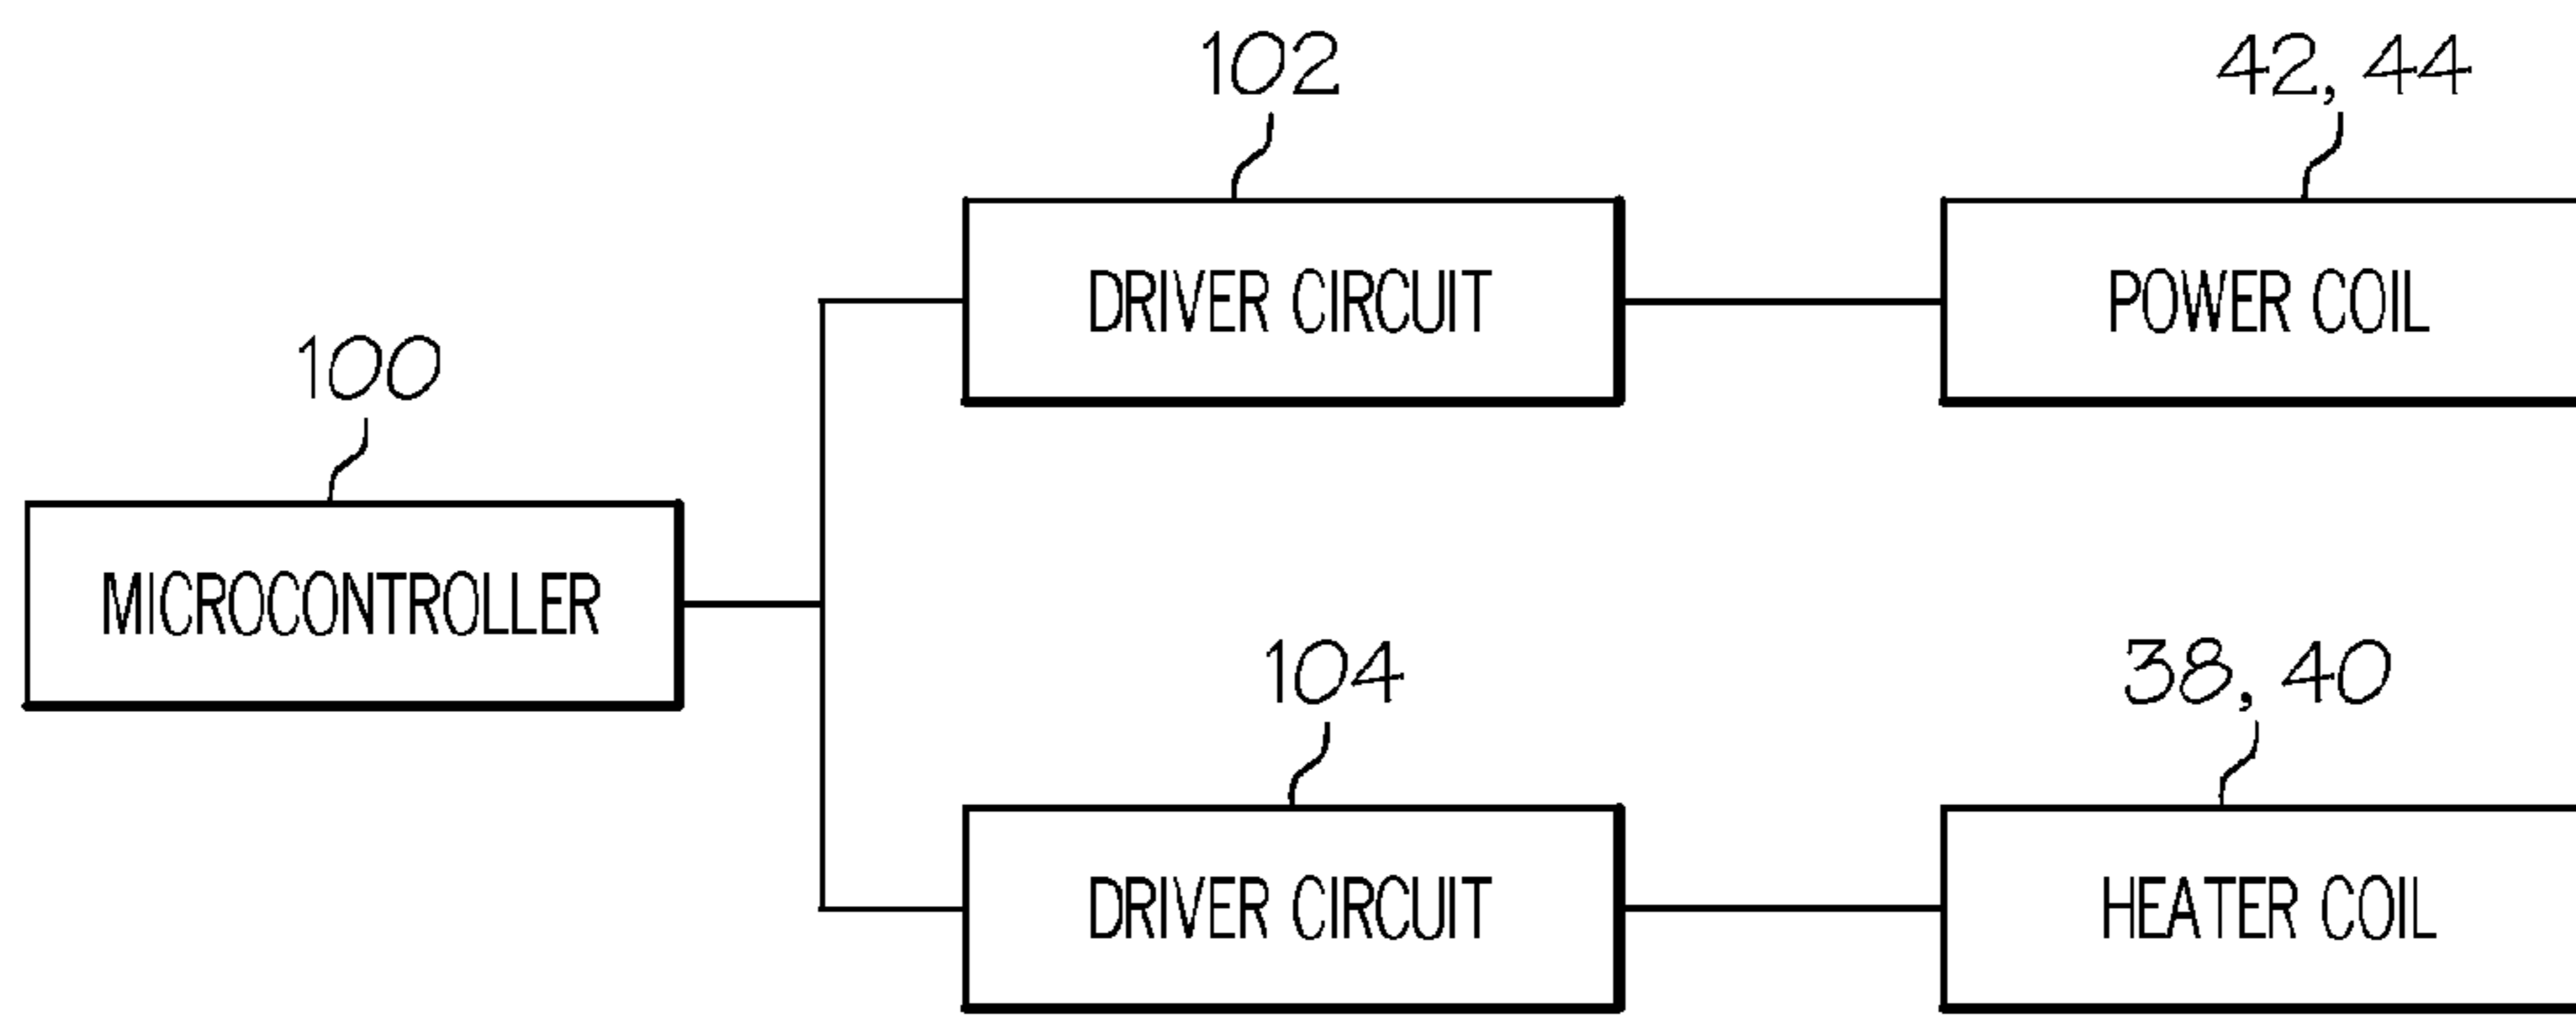 102
42, 44
DRIVER CIRCUIT
POWER COIL
100
MICROCONTROLLER
104
38, 40
DRIVER CIRCUIT
HEATER COIL